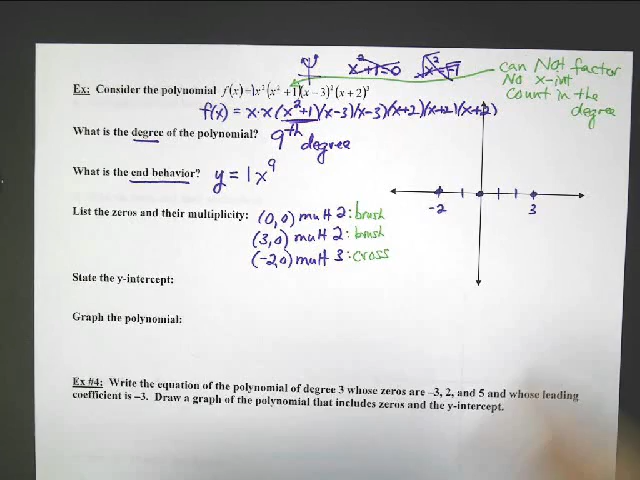 x²+1=0 √x²=√-1
can Not factor
No x-int
Count in the
degree
Ex: Consider the polynomial f(x)=1x²(x²+1)(x−3)²(x+2)³
f(x) = x·x(x²+1)(x-3)(x-3)(x+2)(x+2)(x+2)
What is the degree of the polynomial? 9th degree
What is the end behavior? y = 1x⁹
List the zeros and their multiplicity: (0,0) mult 2: brush
(3,0) mult 2: brush
(-2,0) mult 3: cross
-2 3
State the y-intercept:
Graph the polynomial:
Ex #4: Write the equation of the polynomial of degree 3 whose zeros are –3, 2, and 5 and whose leading
coefficient is –3. Draw a graph of the polynomial that includes zeros and the y-intercept.